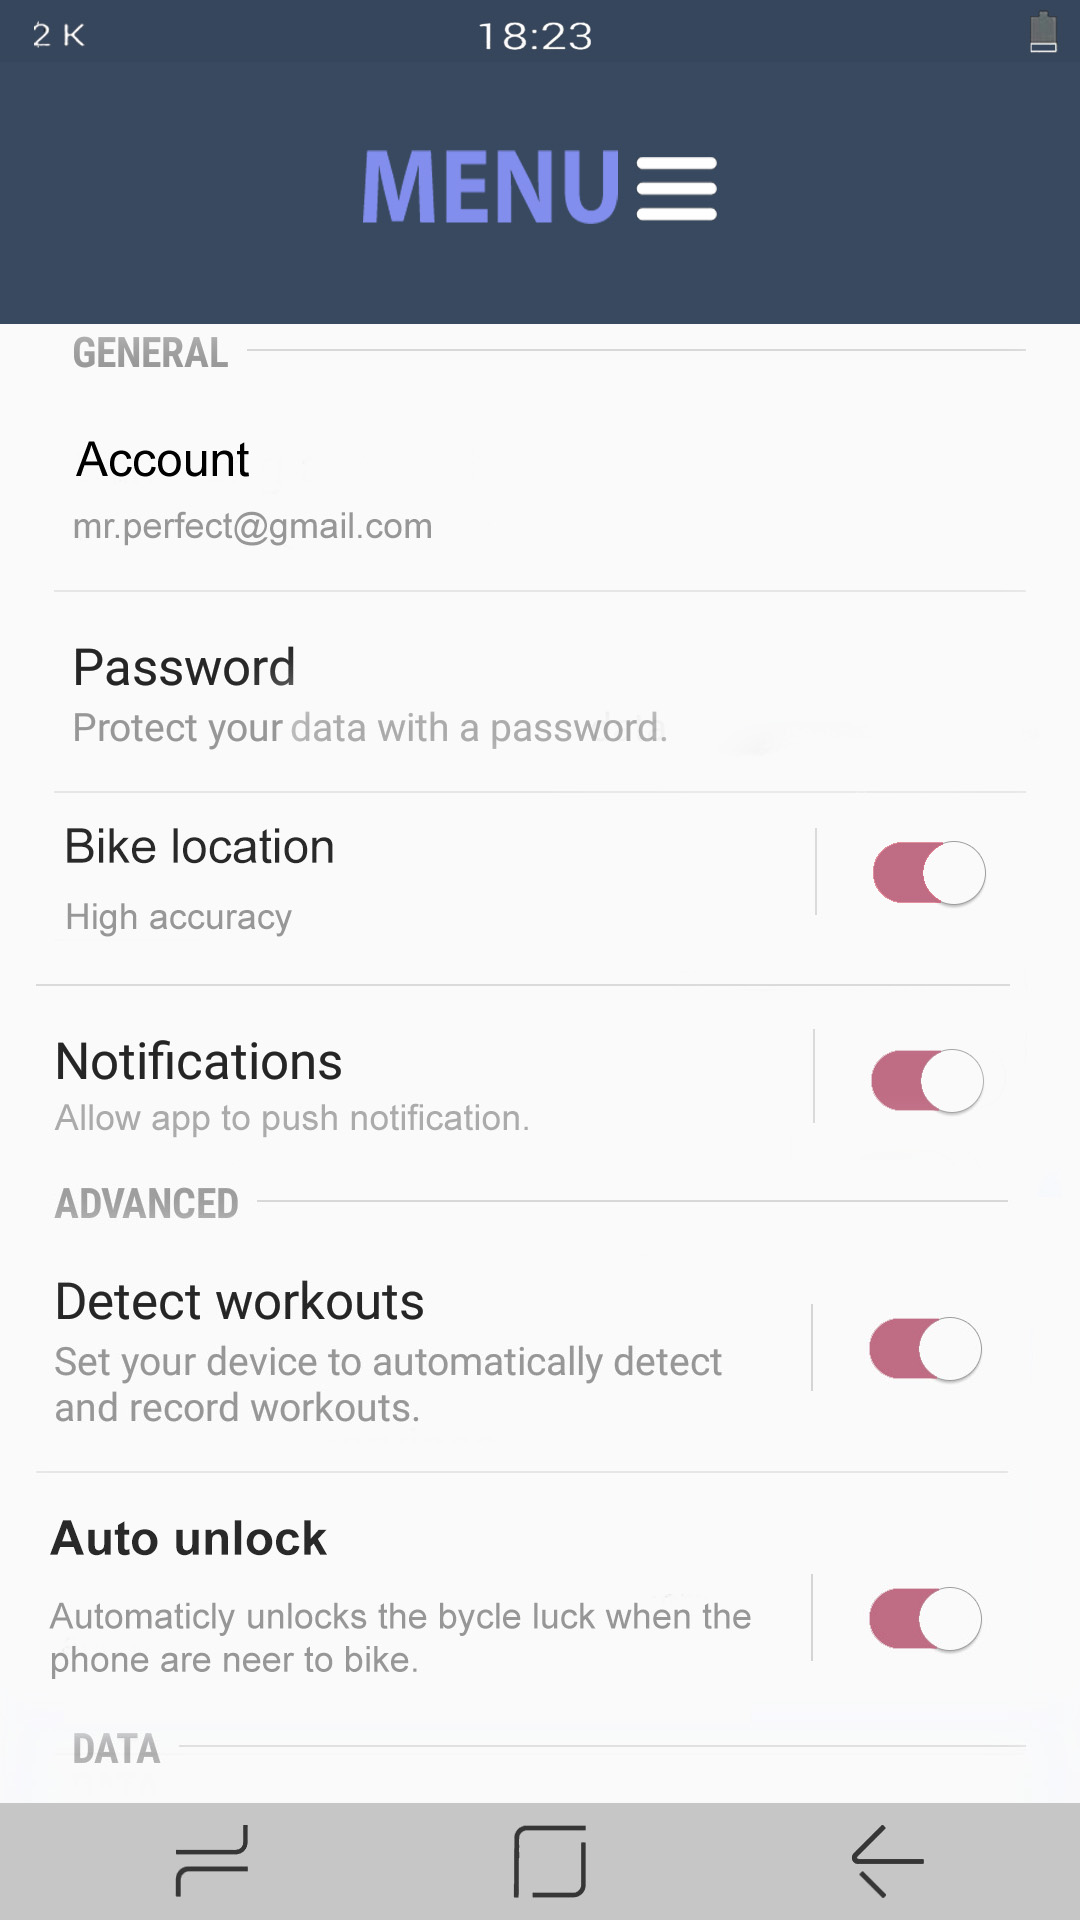 2 K 18:23
MENU
GENERAL
Account
mr.perfect@gmail.com
Password
Protect your data with a password.
Bike location
High accuracy
Notifications
Allow app to push notification.
ADVANCED
Detect workouts
Set your device to automatically detect
and record workouts.
Auto unlock
Automaticly unlocks the bycle luck when the
phone are neer to bike.
DATA